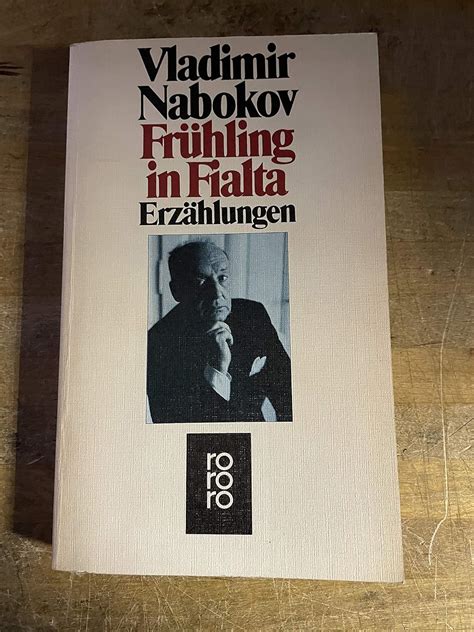 Vladimir
Nabokov
Frühling
in Fialta
Erzählungen
ro
ro
ro